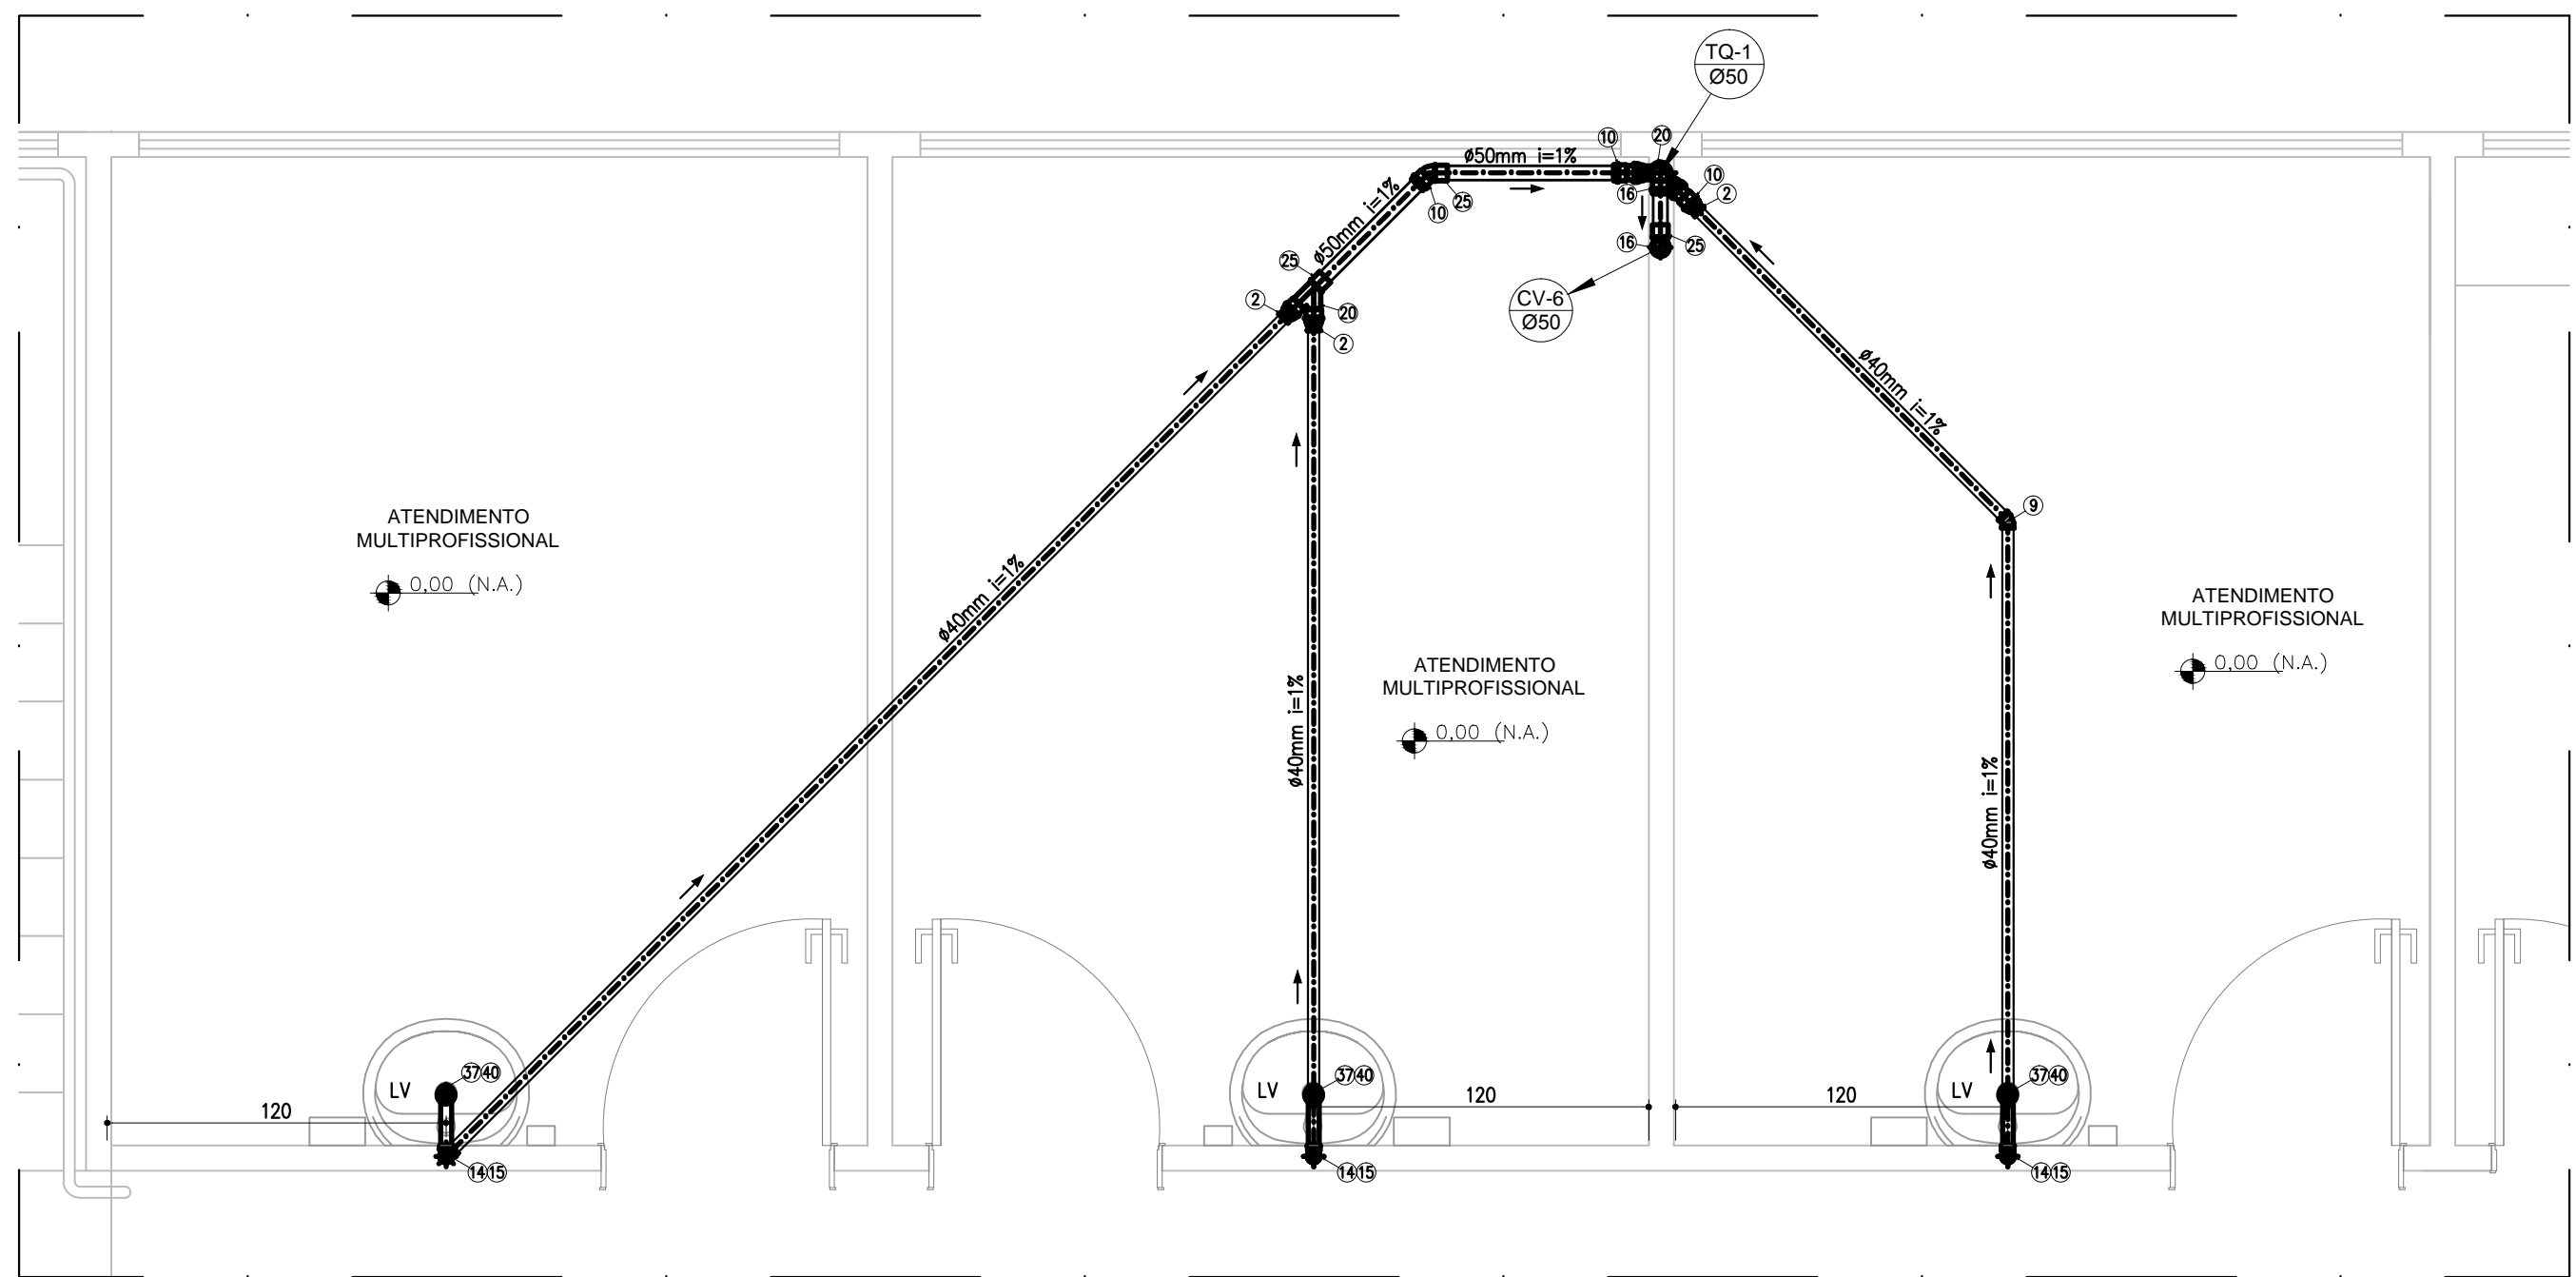 TQ-1
Ø50
10
20
ø50mm i=1%
16
10
2
10
25
16
25
ø50mm i=1%
25
2
20
2
CV-6
Ø50
ø40mm i=1%
9
ATENDIMENTO
MULTIPROFISSIONAL
0,00 (N.A.)
ø40mm i=1%
ATENDIMENTO
MULTIPROFISSIONAL
0,00 (N.A.)
ATENDIMENTO
MULTIPROFISSIONAL
0,00 (N.A.)
ø40mm i=1%
ø40mm i=1%
LV
37 40
120
14 15
LV
37 40
120
14 15
120
LV
37 40
14 15